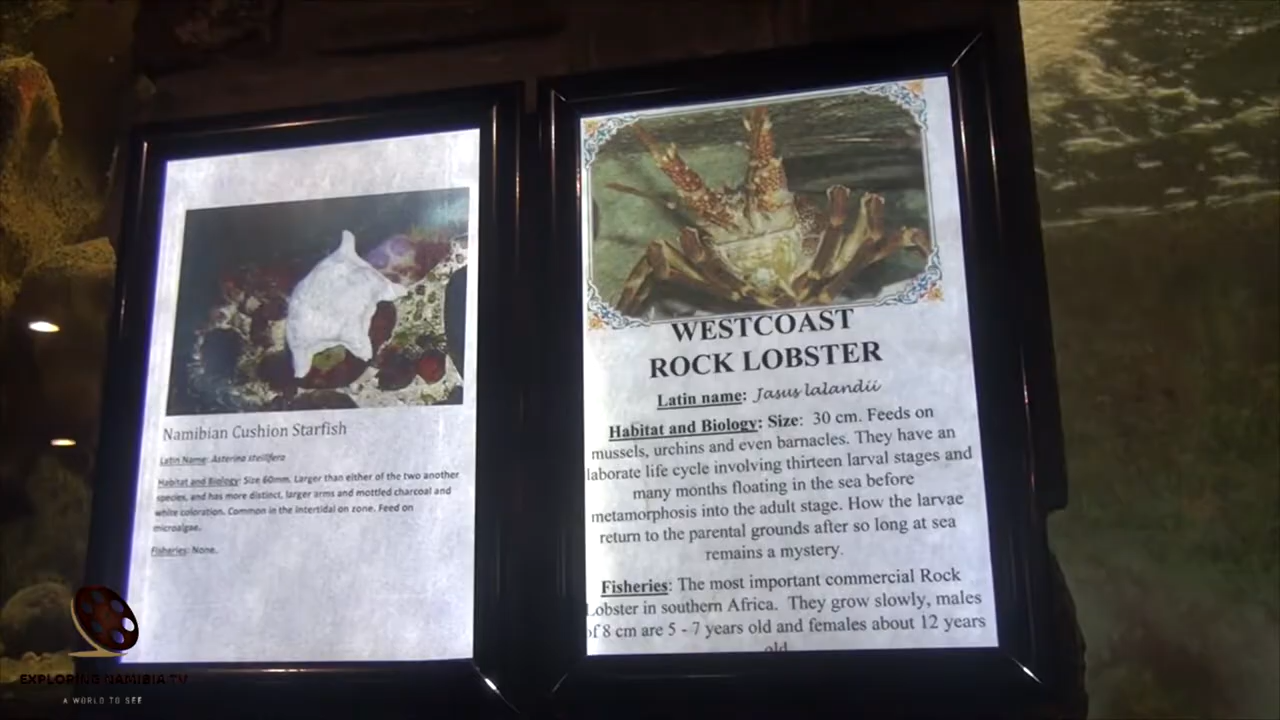 Namibian Cushion Starfish
Latin Name: Asterina stellifera
Habitat and Biology: Size 60mm. Larger than either of the two another
species, and has more distinct, larger arms and mottled charcoal and
white coloration. Common in the intertidal on zone. Feed on
microalgae.
Fisheries: None.
WESTCOAST
ROCK LOBSTER
Latin name: Jasus lalandii
Habitat and Biology: Size: 30 cm. Feeds on
mussels, urchins and even barnacles. They have an
laborate life cycle involving thirteen larval stages and
many months floating in the sea before
metamorphosis into the adult stage. How the larvae
return to the parental grounds after so long at sea
remains a mystery.
Fisheries: The most important commercial Rock
Lobster in southern Africa. They grow slowly, males
of 8 cm are 5 - 7 years old and females about 12 years
old
EXPLORING NAMIBIA TV
A WORLD TO SEE